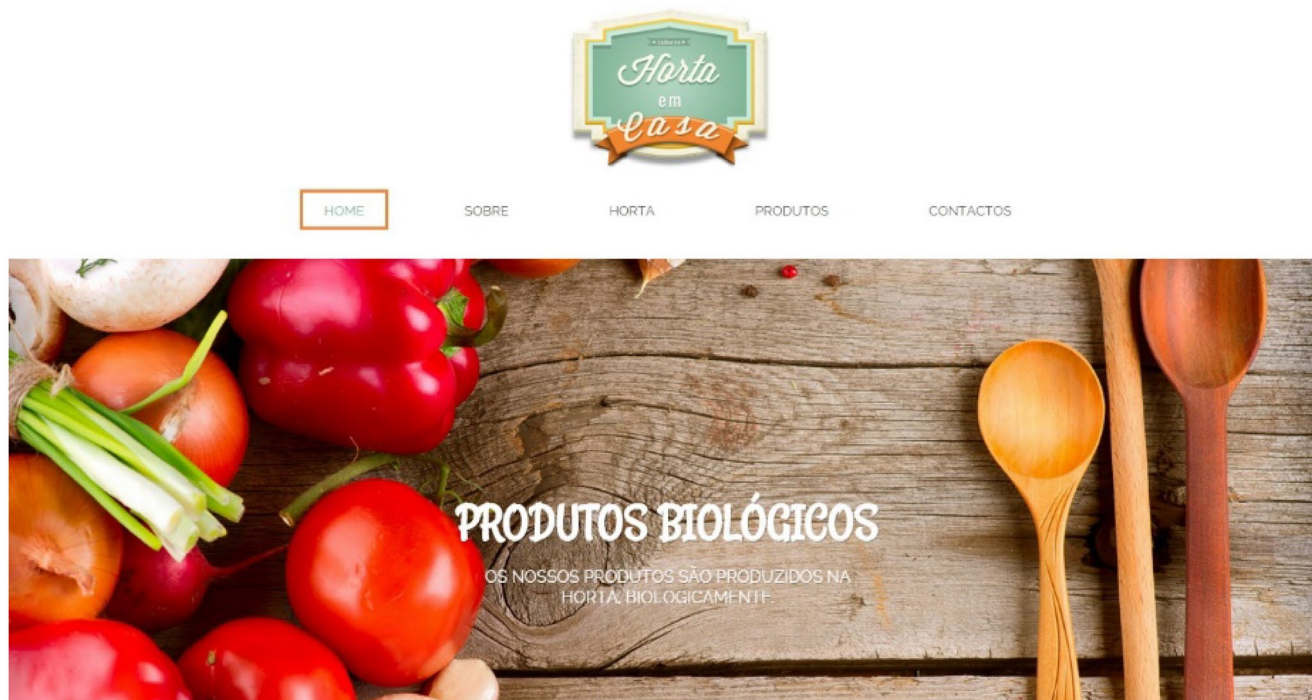 Horta
em
Casa
HOME SOBRE HORTA PRODUTOS CONTACTOS
PRODUTOS BIOLÓGICOS
OS NOSSOS PRODUTOS SÃO PRODUZIDOS NA
HORTA, BIOLOGICAMENTE.